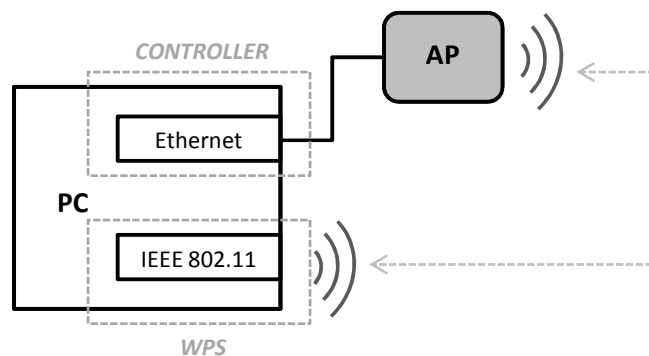 CONTROLLER
AP
Ethernet
PC
IEEE 802.11
WPS